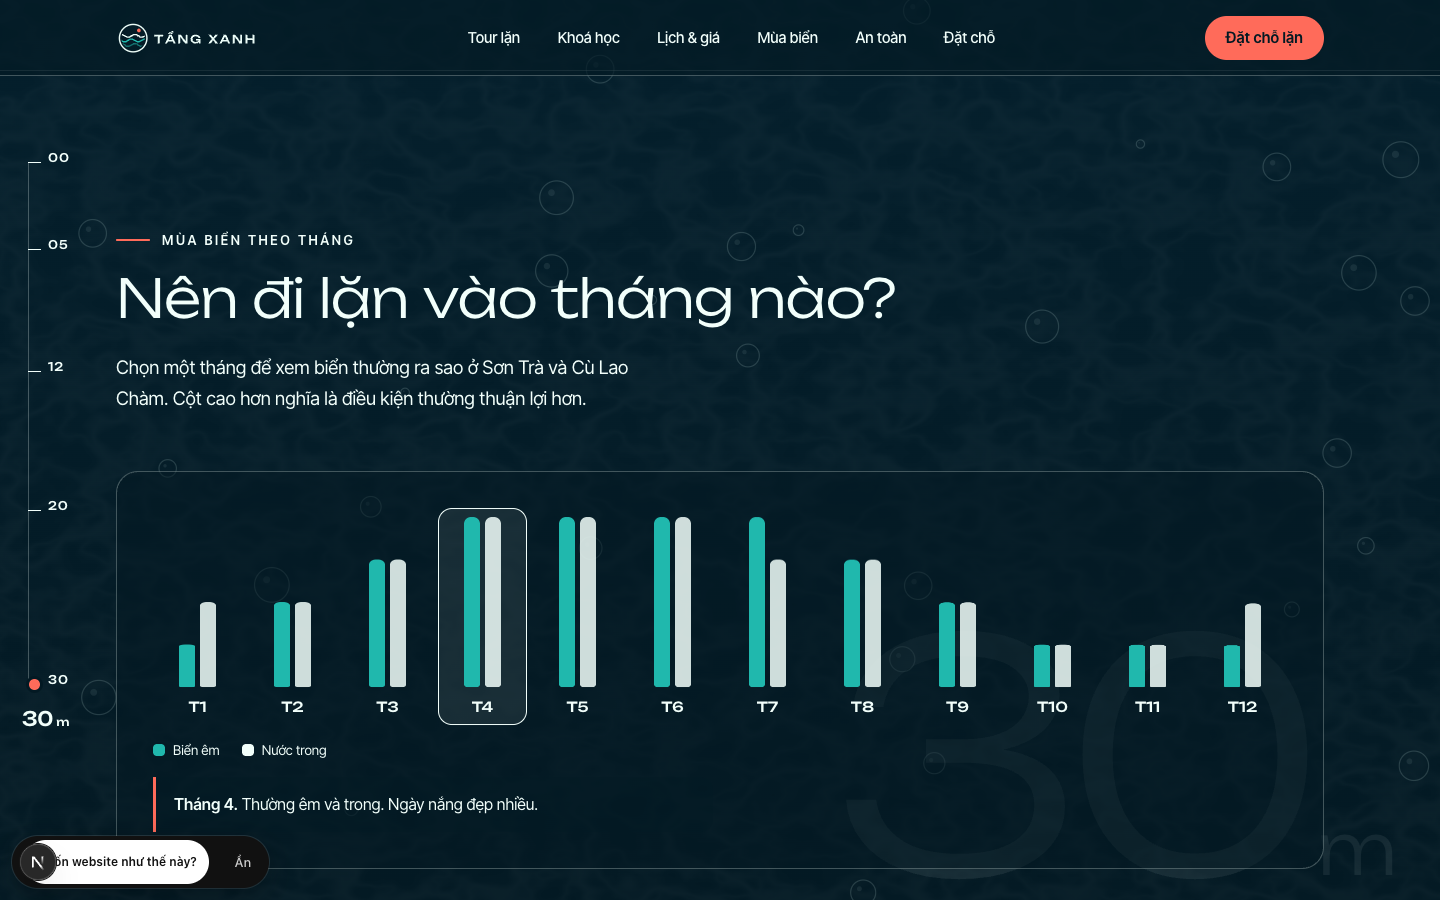 TẦNG XANH
Tour lặn
Khoá học
Lịch & giá
Mùa biển
An toàn
Đặt chỗ
Đặt chỗ lặn
00
05
12
20
30
30 m
MÙA BIỂN THEO THÁNG
Nên đi lặn vào tháng nào?
Chọn một tháng để xem biển thường ra sao ở Sơn Trà và Cù Lao
Chàm. Cột cao hơn nghĩa là điều kiện thường thuận lợi hơn.
T1
T2
T3
T4
T5
T6
T7
T8
T9
T10
T11
T12
Biển êm
Nước trong
Tháng 4. Thường êm và trong. Ngày nắng đẹp nhiều.
30 m
N
website như thế này?
Ẩn